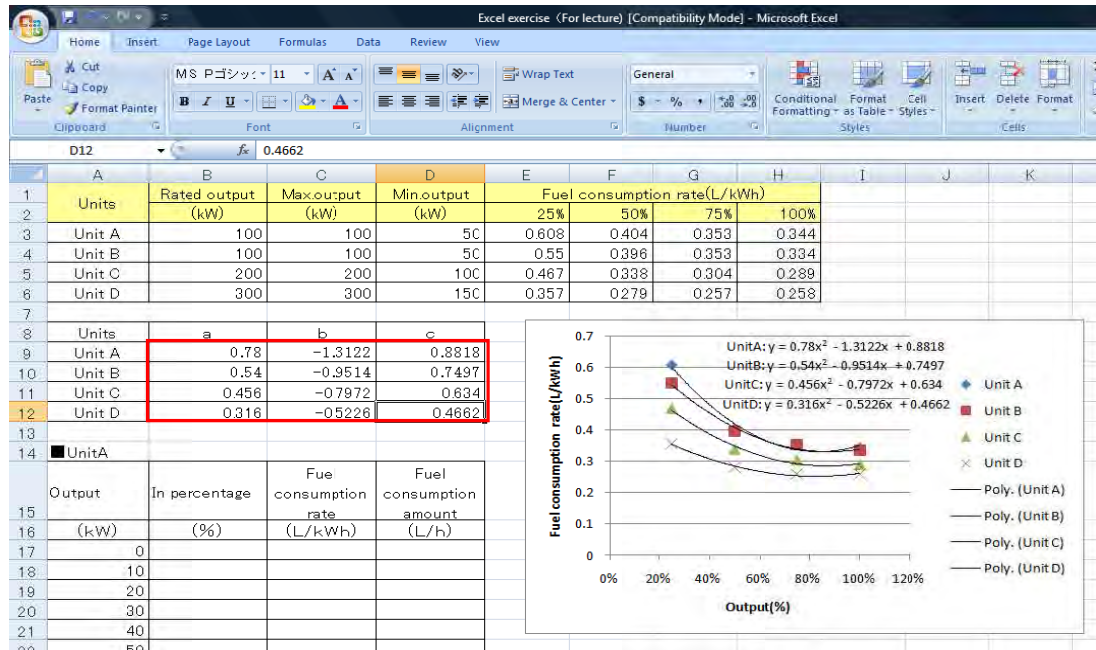 Excel exercise (For lecture) [Compatibility Mode] - Microsoft Excel
Home Insert Page Layout Formulas Data Review View
Cut
Copy
Format Painter
Paste
MS Pゴシック 11 A A
B I U A
Wrap Text
Merge & Center
General
$ % , .00 .00
Conditional Formatting
Format as Table
Cell Styles
Insert Delete Format
Clipboard Font Alignment Number Styles Cells
D12 fx 0.4662
A B C D E F G H I J K
1 Units Rated output Max.output Min.output Fuel consumption rate(L/kWh)
2 (kW) (kW) (kW) 25% 50% 75% 100%
3 Unit A 100 100 50 0.608 0.404 0.353 0.344
4 Unit B 100 100 50 0.55 0.396 0.353 0.334
5 Unit C 200 200 100 0.467 0.338 0.304 0.289
6 Unit D 300 300 150 0.357 0.279 0.257 0.258
7
8 Units a b c
9 Unit A 0.78 -1.3122 0.8818
10 Unit B 0.54 -0.9514 0.7497
11 Unit C 0.456 -07972 0.634
12 Unit D 0.316 -05226 0.4662
13
14 ■UnitA
15 Output In percentage Fue consumption rate Fuel consumption amount
16 (kW) (%) (L/kWh) (L/h)
17 0
18 10
19 20
20 30
21 40
50
Fuel consumption rate(L/kWh)
0.7
0.6
0.5
0.4
0.3
0.2
0.1
0
0% 20% 40% 60% 80% 100% 120%
Output(%)
UnitA: y = 0.78x² - 1.3122x + 0.8818
UnitB: y = 0.54x² - 0.9514x + 0.7497
UnitC: y = 0.456x² - 0.7972x + 0.634
UnitD: y = 0.316x² - 0.5226x + 0.4662
Unit A
Unit B
Unit C
Unit D
Poly. (Unit A)
Poly. (Unit B)
Poly. (Unit C)
Poly. (Unit D)